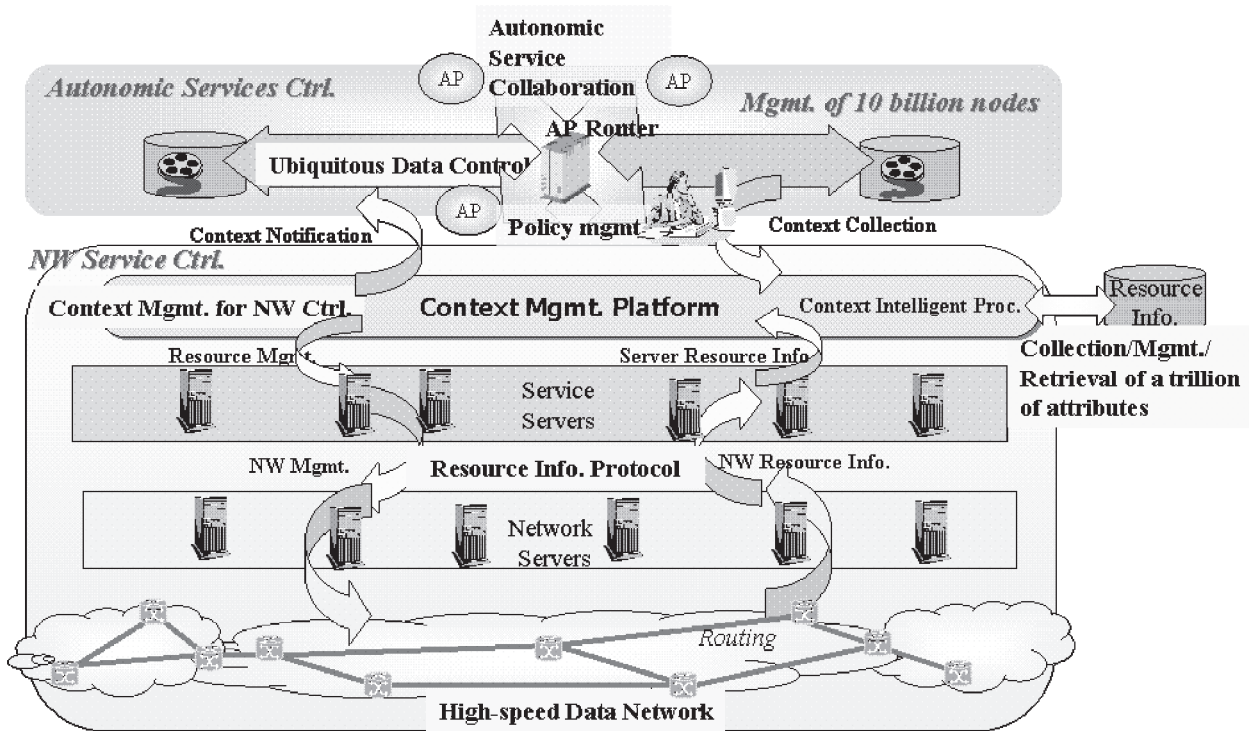 Autonomic
Service
Collaboration
AP
AP
Autonomic Services Ctrl.
Mgmt. of 10 billion nodes
AP Router
Ubiquitous Data Control
AP
Policy mgmt
Context Notification
Context Collection
NW Service Ctrl.
Context Mgmt. for NW Ctrl.
Context Mgmt. Platform
Context Intelligent Proc.
Resource
Info.
Resource Mgmt.
Server Resource Info
Collection/Mgmt./
Retrieval of a trillion
of attributes
Service
Servers
NW Mgmt.
Resource Info. Protocol
NW Resource Info.
Network
Servers
Routing
High-speed Data Network